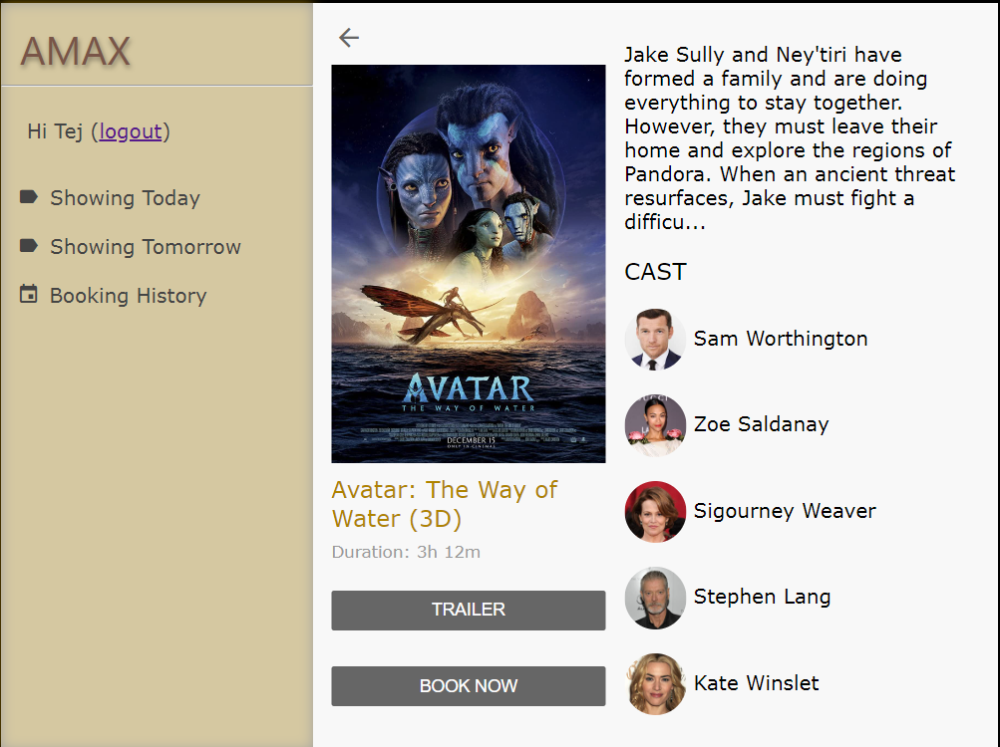 AMAX
Hi Tej (logout)
Showing Today
Showing Tomorrow
Booking History
AVATAR
THE WAY OF WATER
DECEMBER 15
ONLY IN CINEMAS
Avatar: The Way of
Water (3D)
Duration: 3h 12m
TRAILER
BOOK NOW
Jake Sully and Ney'tiri have
formed a family and are doing
everything to stay together.
However, they must leave their
home and explore the regions of
Pandora. When an ancient threat
resurfaces, Jake must fight a
difficu...
CAST
Sam Worthington
Zoe Saldanay
Sigourney Weaver
Stephen Lang
Kate Winslet